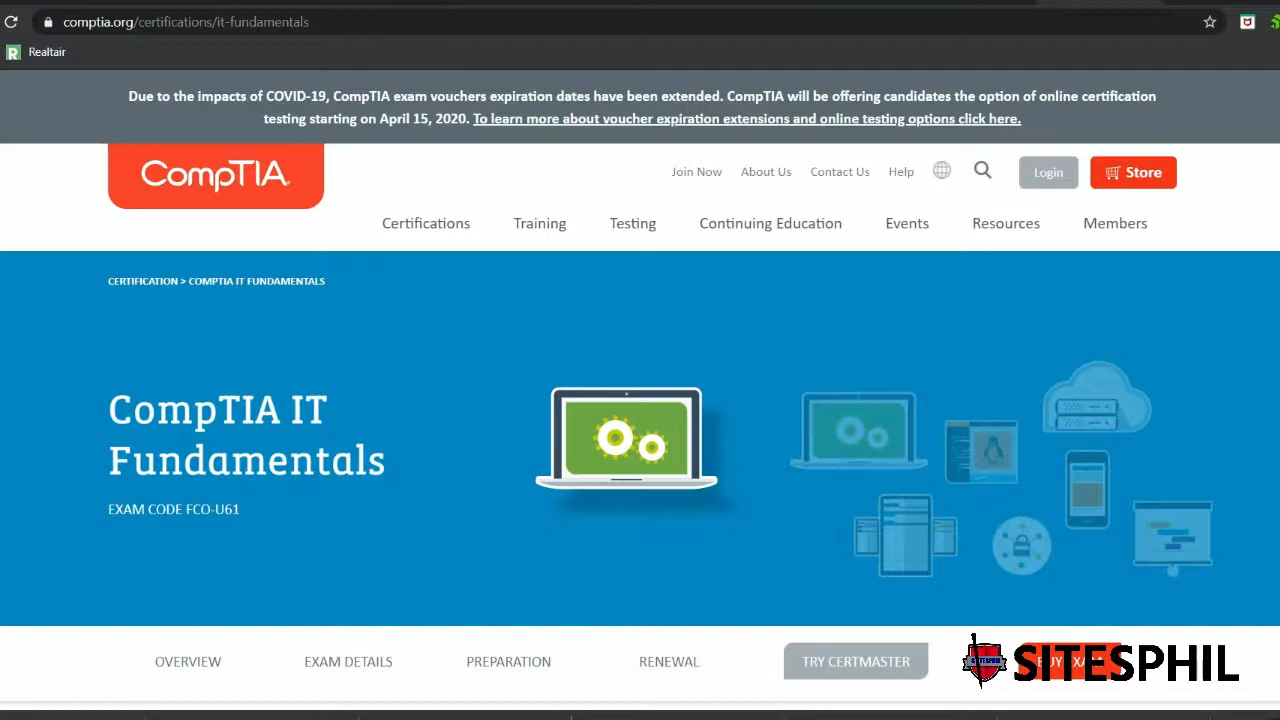 comptia.org/certifications/it-fundamentals
R Realtair
Due to the impacts of COVID-19, CompTIA exam vouchers expiration dates have been extended. CompTIA will be offering candidates the option of online certification
testing starting on April 15, 2020. To learn more about voucher expiration extensions and online testing options click here.
CompTIA.
Join Now About Us Contact Us Help Login Store
Certifications Training Testing Continuing Education Events Resources Members
CERTIFICATION > COMPTIA IT FUNDAMENTALS
CompTIA IT
Fundamentals
EXAM CODE FCO-U61
OVERVIEW EXAM DETAILS PREPARATION RENEWAL TRY CERTMASTER BUY EXAM
SITESPHIL